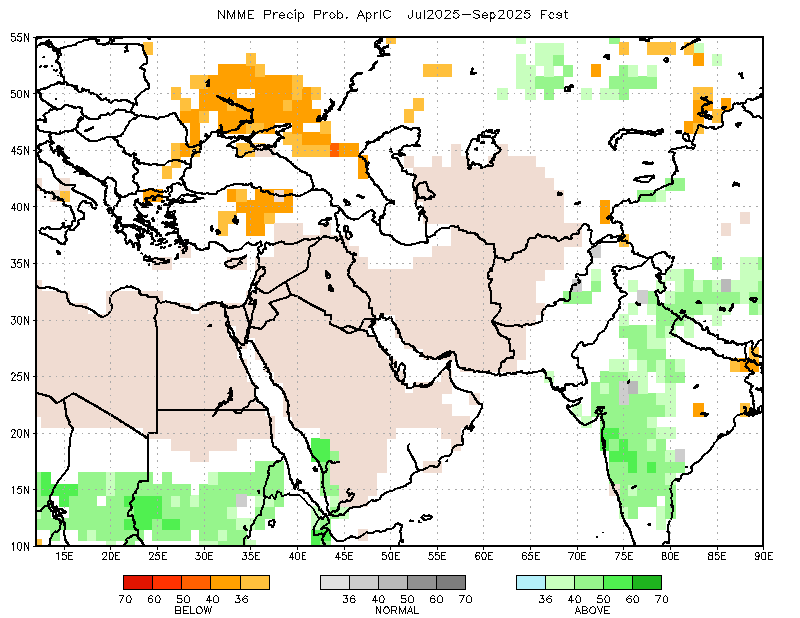 NMME Precip Prob. AprIC Jul2025-Sep2025 Fcst
55N
50N
45N
40N
35N
30N
25N
20N
15N
10N
15E 20E 25E 30E 35E 40E 45E 50E 55E 60E 65E 70E 75E 80E 85E 90E
70 60 50 40 36 36 40 50 60 70 36 40 50 60 70
BELOW NORMAL ABOVE